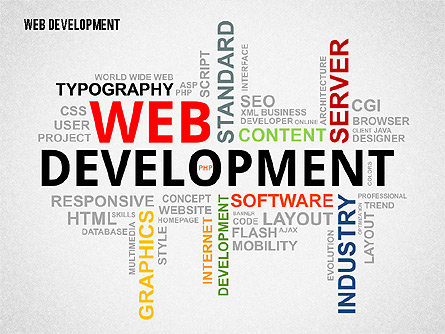 WEB DEVELOPMENT
WORLD WIDE WEB
ASP
PHP
SCRIPT
STANDARD
INTERFACE
TYPOGRAPHY
CSS
USER
PROJECT
WEB
SEO
XML BUSINESS
DEVELOPER ONLINE
CONTENT
ARCHITECTURE
SERVER
CGI
BROWSER
CLIENT JAVA
DESIGNER
DEVELOPMENT
PHP
COLORS
RESPONSIVE
HTML
SKILLS
DATABASE
MULTIMEDIA
GRAPHICS
STYLE
CONCEPT
WEBSITE
HOMEPAGE
INTERNET
DEVELOPMENT
SOFTWARE
BANNER
CODE
LAYOUT
FLASH
AJAX
MOBILITY
EVOLUTION
INDUSTRY
OPTIMIZATION
LAYOUT
PROFESSIONAL
TREND